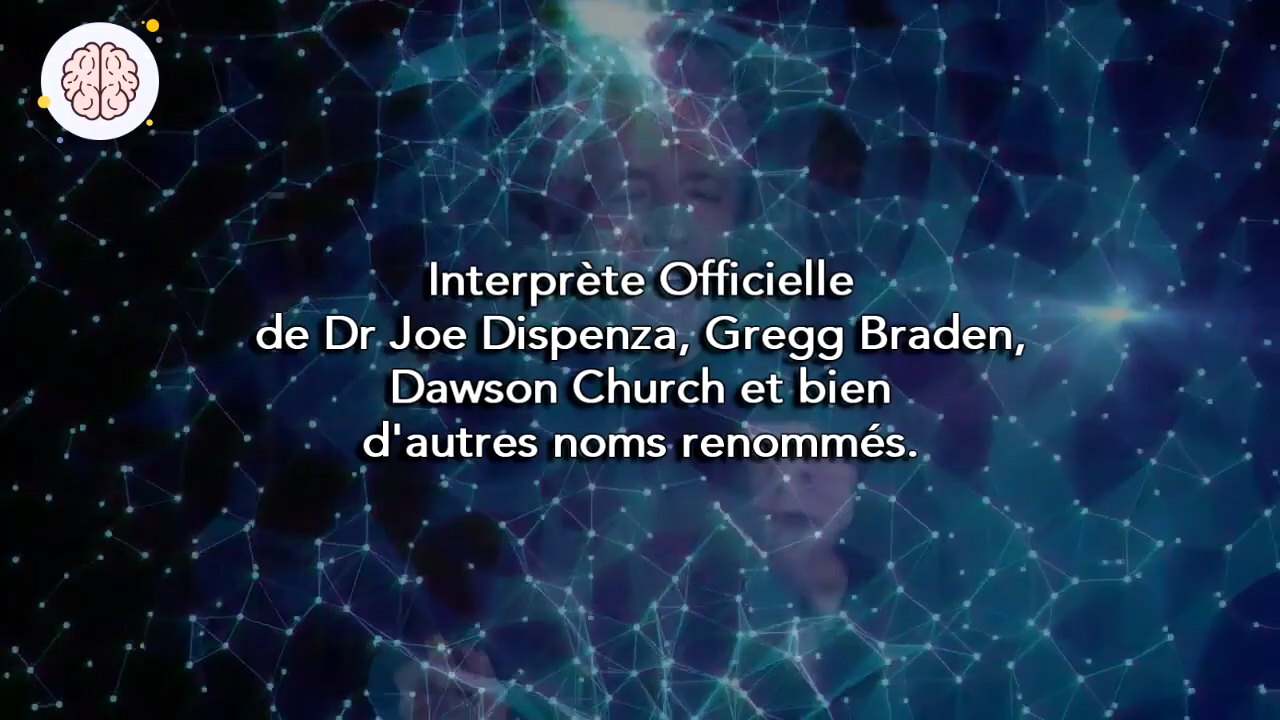 Interprète Officielle
de Dr Joe Dispenza, Gregg Braden,
Dawson Church et bien
d'autres noms renommés.